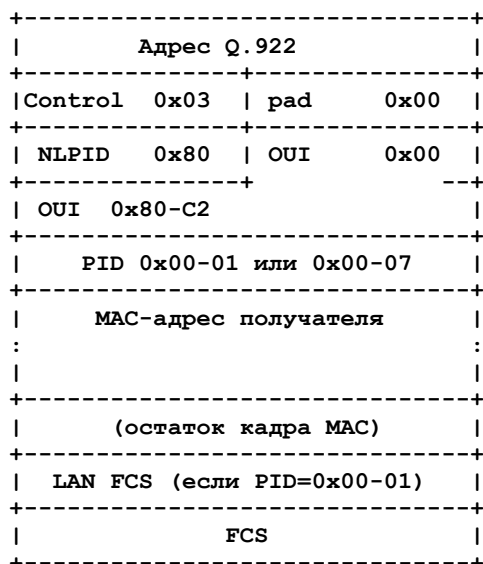 +-------------------------------+
|        Адрес Q.922            |
+---------------+---------------+
|Control  0x03  | pad     0x00  |
+---------------+---------------+
| NLPID   0x80  | OUI     0x00  |
+---------------+             --+
| OUI  0x80-C2                  |
+-------------------------------+
|    PID 0x00-01 или 0x00-07    |
+-------------------------------+
|     MAC-адрес получателя      |
:                               :
|                               |
+-------------------------------+
|      (остаток кадра MAC)      |
+-------------------------------+
|  LAN FCS (если PID=0x00-01)   |
+-------------------------------+
|              FCS              |
+-------------------------------+